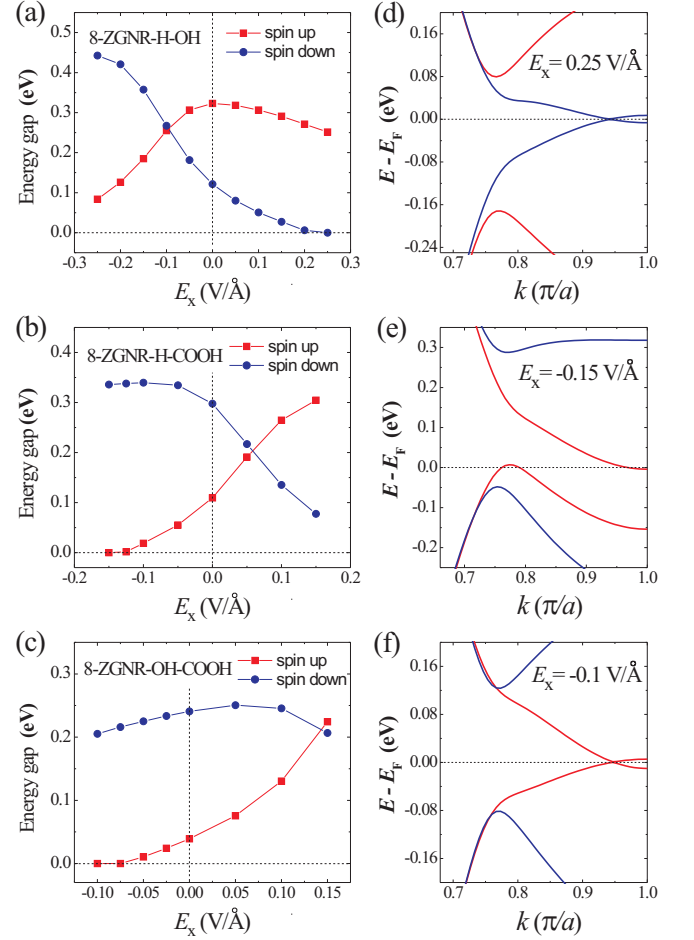 (a)
8-ZGNR-H-OH
spin up
spin down
Energy gap (eV)
0.5
0.4
0.3
0.2
0.1
0.0
-0.3 -0.2 -0.1 0.0 0.1 0.2 0.3
Eₓ (V/Å)
(d)
Eₓ= 0.25 V/Å
E - E_F (eV)
0.16
0.08
0.00
-0.08
-0.16
-0.24
0.7 0.8 0.9 1.0
k (π/a)
(b)
8-ZGNR-H-COOH
spin up
spin down
Energy gap (eV)
0.4
0.3
0.2
0.1
0.0
-0.2 -0.1 0.0 0.1 0.2
Eₓ (V/Å)
(e)
Eₓ= -0.15 V/Å
E - E_F (eV)
0.3
0.2
0.1
0.0
-0.1
-0.2
0.7 0.8 0.9 1.0
k (π/a)
(c)
8-ZGNR-OH-COOH
spin up
spin down
Energy gap (eV)
0.3
0.2
0.1
0.0
-0.10 -0.05 0.00 0.05 0.10 0.15
Eₓ (V/Å)
(f)
Eₓ= -0.1 V/Å
E - E_F (eV)
0.16
0.08
0.00
-0.08
-0.16
0.7 0.8 0.9 1.0
k (π/a)